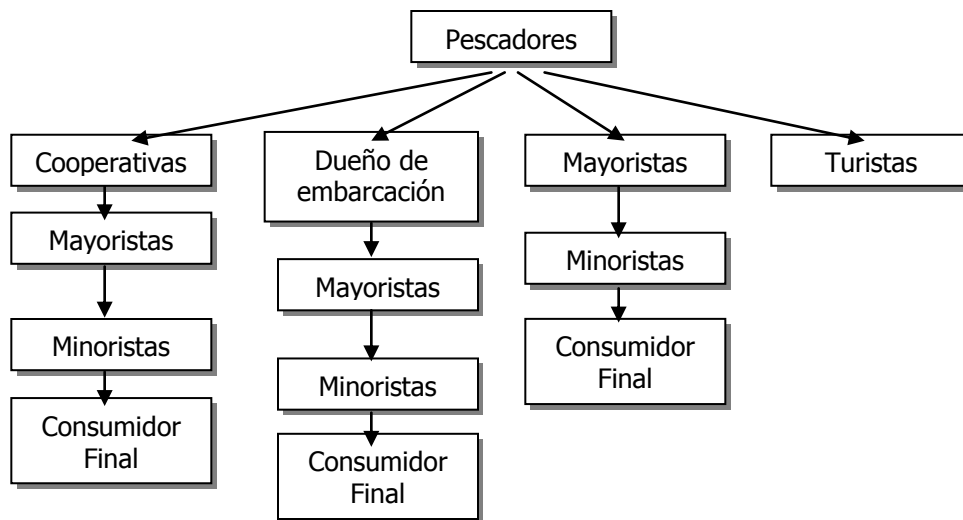 Pescadores
Cooperativas
Mayoristas
Minoristas
Consumidor
Final
Dueño de
embarcación
Mayoristas
Minoristas
Consumidor
Final
Mayoristas
Minoristas
Consumidor
Final
Turistas